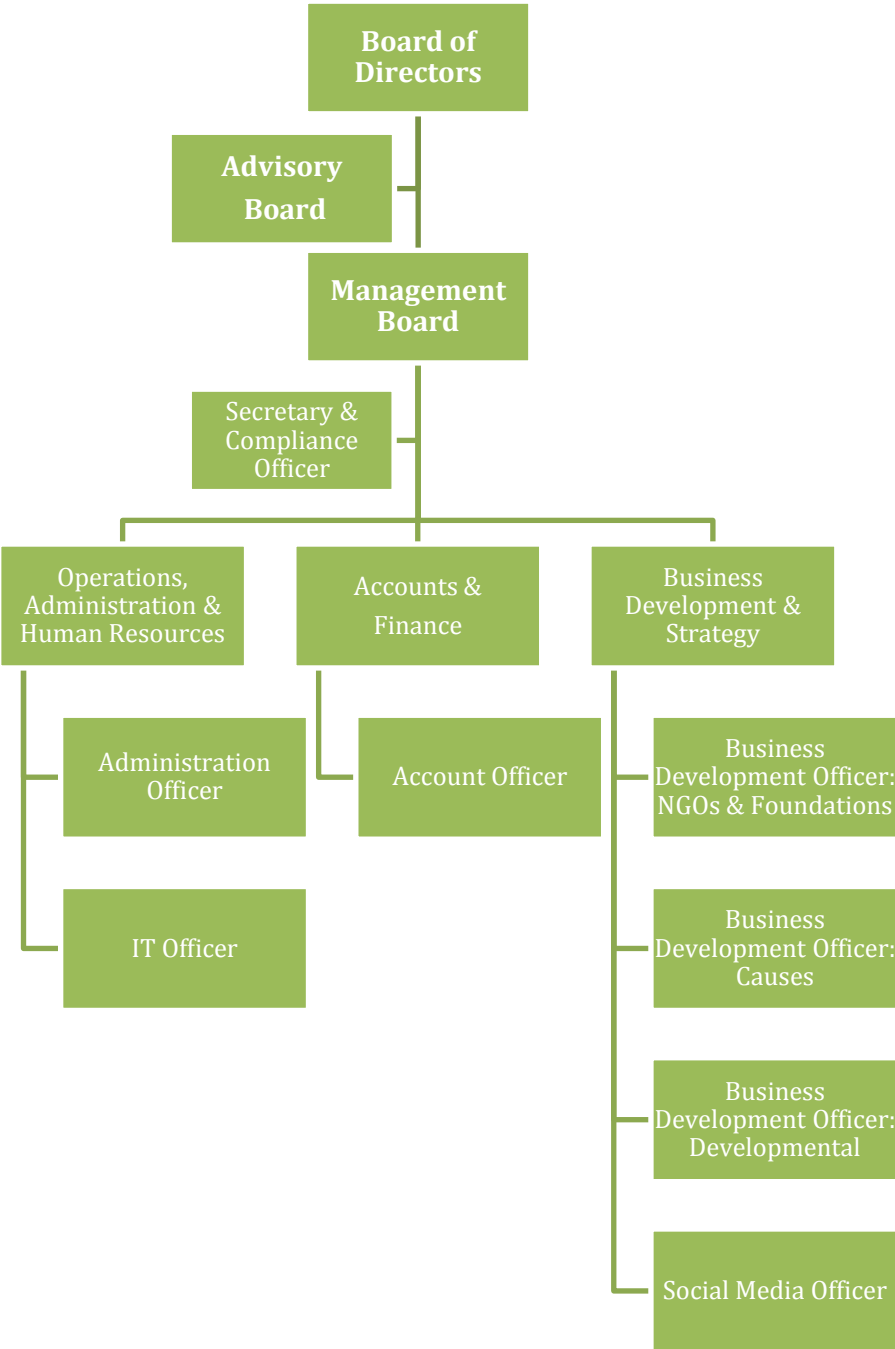 Board of
Directors
Advisory
Board
Management
Board
Secretary &
Compliance
Officer
Operations,
Administration &
Human Resources
Accounts &
Finance
Business
Development &
Strategy
Administration
Officer
IT Officer
Account Officer
Business
Development Officer:
NGOs & Foundations
Business
Development Officer:
Causes
Business
Development Officer:
Developmental
Social Media Officer